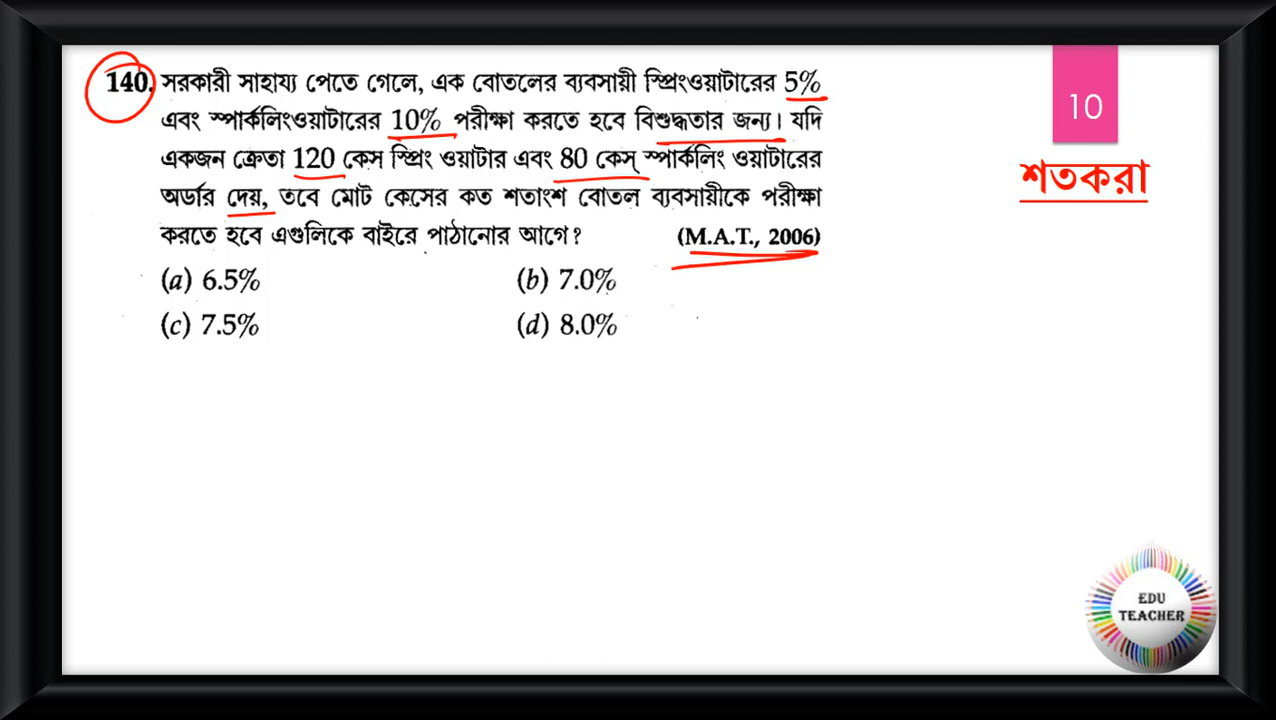 140. সরকারী সাহায্য পেতে গেলে, এক বোতলের ব্যবসায়ী স্প্রিংওয়াটারের 5%
এবং স্পার্কলিংওয়াটারের 10% পরীক্ষা করতে হবে বিশুদ্ধতার জন্য। যদি
একজন ক্রেতা 120 কেস স্প্রিং ওয়াটার এবং 80 কেস্ স্পার্কলিং ওয়াটারের
অর্ডার দেয়, তবে মোট কেসের কত শতাংশ বোতল ব্যবসায়ীকে পরীক্ষা
করতে হবে এগুলিকে বাইরে পাঠানোর আগে? (M.A.T., 2006)
(a) 6.5% (b) 7.0%
(c) 7.5% (d) 8.0%
10
শতকরা
EDU
TEACHER